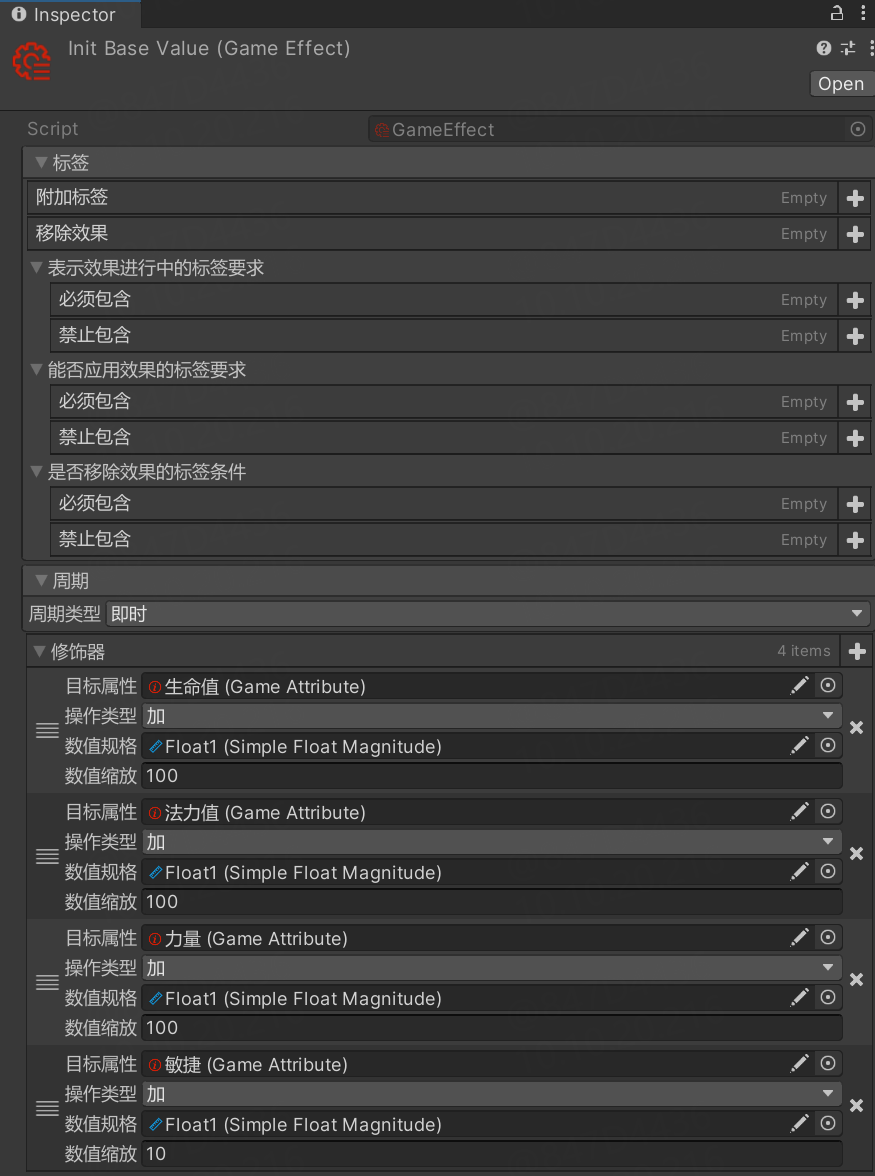 Inspector
Init Base Value (Game Effect)
Open
Script GameEffect
标签
附加标签 Empty
移除效果 Empty
表示效果进行中的标签要求
必须包含 Empty
禁止包含 Empty
能否应用效果的标签要求
必须包含 Empty
禁止包含 Empty
是否移除效果的标签条件
必须包含 Empty
禁止包含 Empty
周期
周期类型 即时
修饰器 4 items
目标属性 生命值 (Game Attribute)
操作类型 加
数值规格 Float1 (Simple Float Magnitude)
数值缩放 100
目标属性 法力值 (Game Attribute)
操作类型 加
数值规格 Float1 (Simple Float Magnitude)
数值缩放 100
目标属性 力量 (Game Attribute)
操作类型 加
数值规格 Float1 (Simple Float Magnitude)
数值缩放 100
目标属性 敏捷 (Game Attribute)
操作类型 加
数值规格 Float1 (Simple Float Magnitude)
数值缩放 10